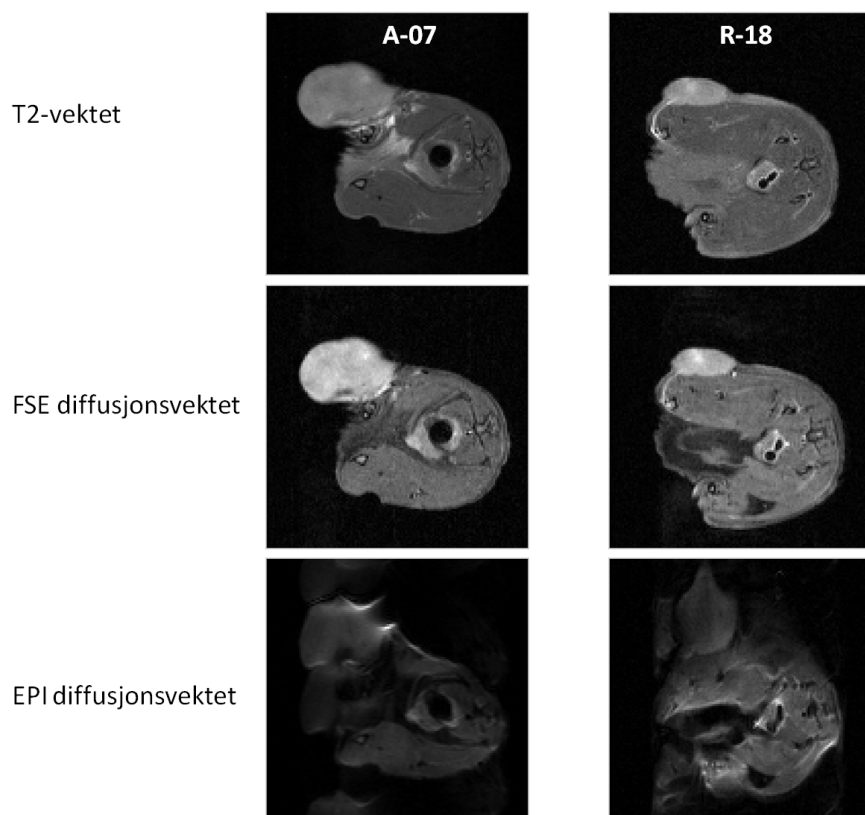 A-07
R-18
T2-vektet
FSE diffusjonsvektet
EPI diffusjonsvektet